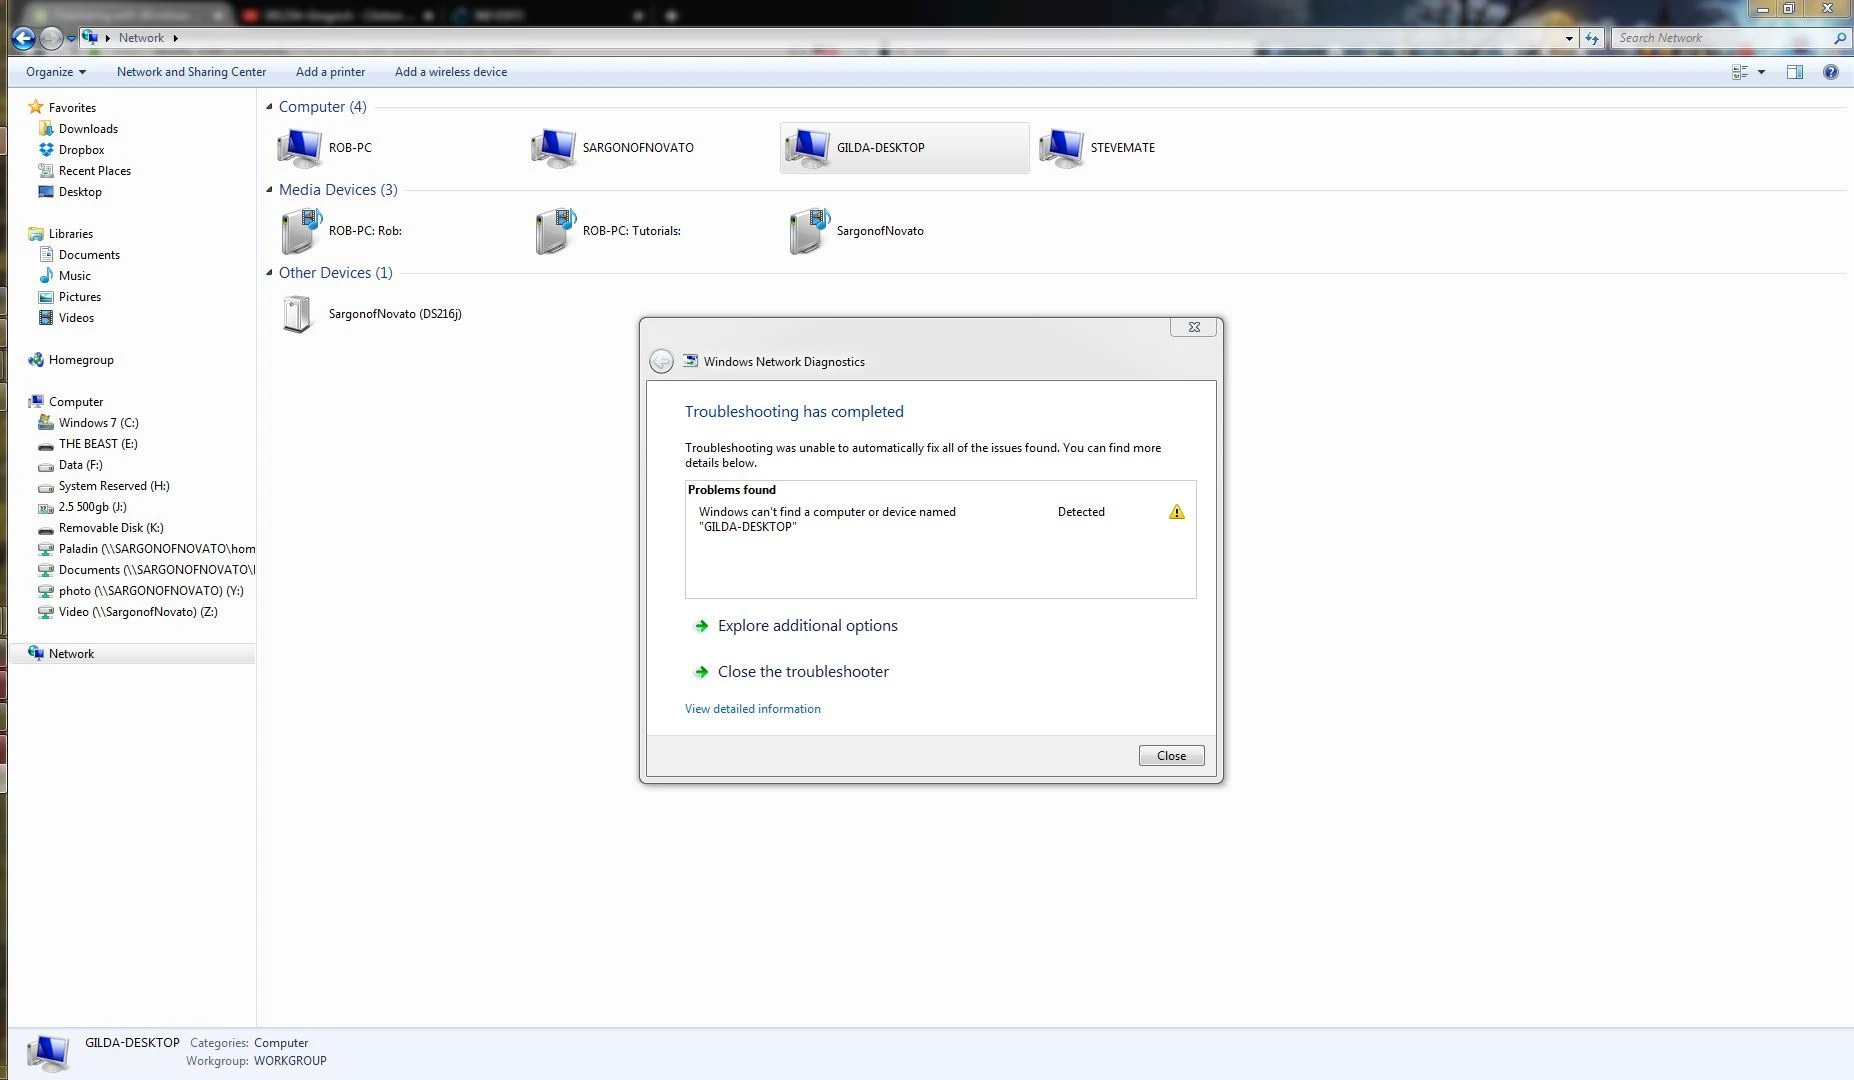 Network
Search Network
Organize
Network and Sharing Center
Add a printer
Add a wireless device
Favorites
Downloads
Dropbox
Recent Places
Desktop
Libraries
Documents
Music
Pictures
Videos
Homegroup
Computer
Windows 7 (C:)
THE BEAST (E:)
Data (F:)
System Reserved (H:)
2.5 500gb (J:)
Removable Disk (K:)
Paladin (\\SARGONOFNOVATO\hom
Documents (\\SARGONOFNOVATO\
photo (\\SARGONOFNOVATO) (Y:)
Video (\\SargonofNovato) (Z:)
Network
Computer (4)
ROB-PC
SARGONOFNOVATO
GILDA-DESKTOP
STEVEMATE
Media Devices (3)
ROB-PC: Rob:
ROB-PC: Tutorials:
SargonofNovato
Other Devices (1)
SargonofNovato (DS216j)
Windows Network Diagnostics
Troubleshooting has completed
Troubleshooting was unable to automatically fix all of the issues found. You can find more
details below.
Problems found
Windows can't find a computer or device named
"GILDA-DESKTOP"
Detected
Explore additional options
Close the troubleshooter
View detailed information
Close
GILDA-DESKTOP
Categories: Computer
Workgroup: WORKGROUP